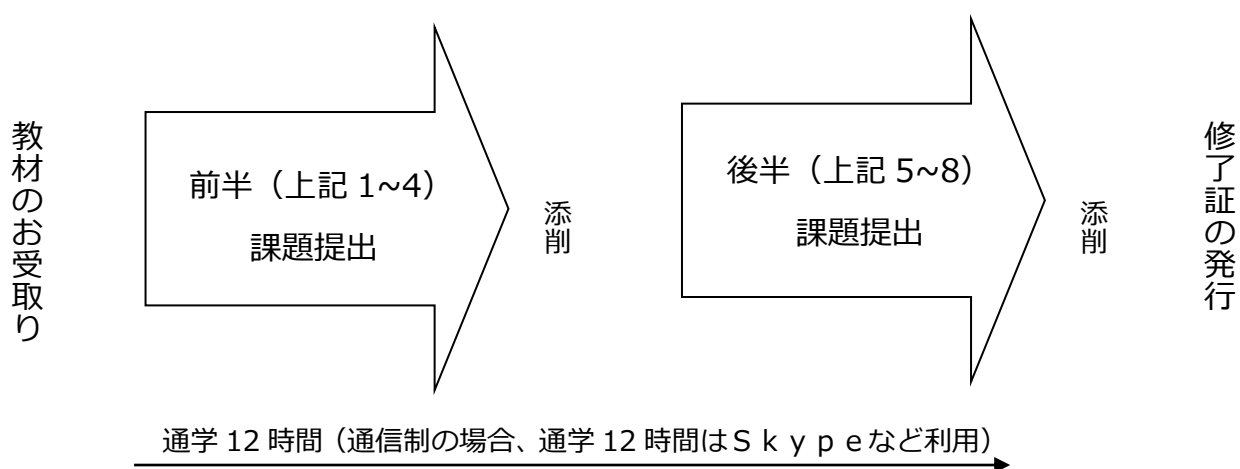 教材のお受取り
前半（上記 1~4）
課題提出
添削
後半（上記 5~8）
課題提出
添削
修了証の発行
通学 12 時間（通信制の場合、通学 12 時間はＳｋｙｐｅなど利用）